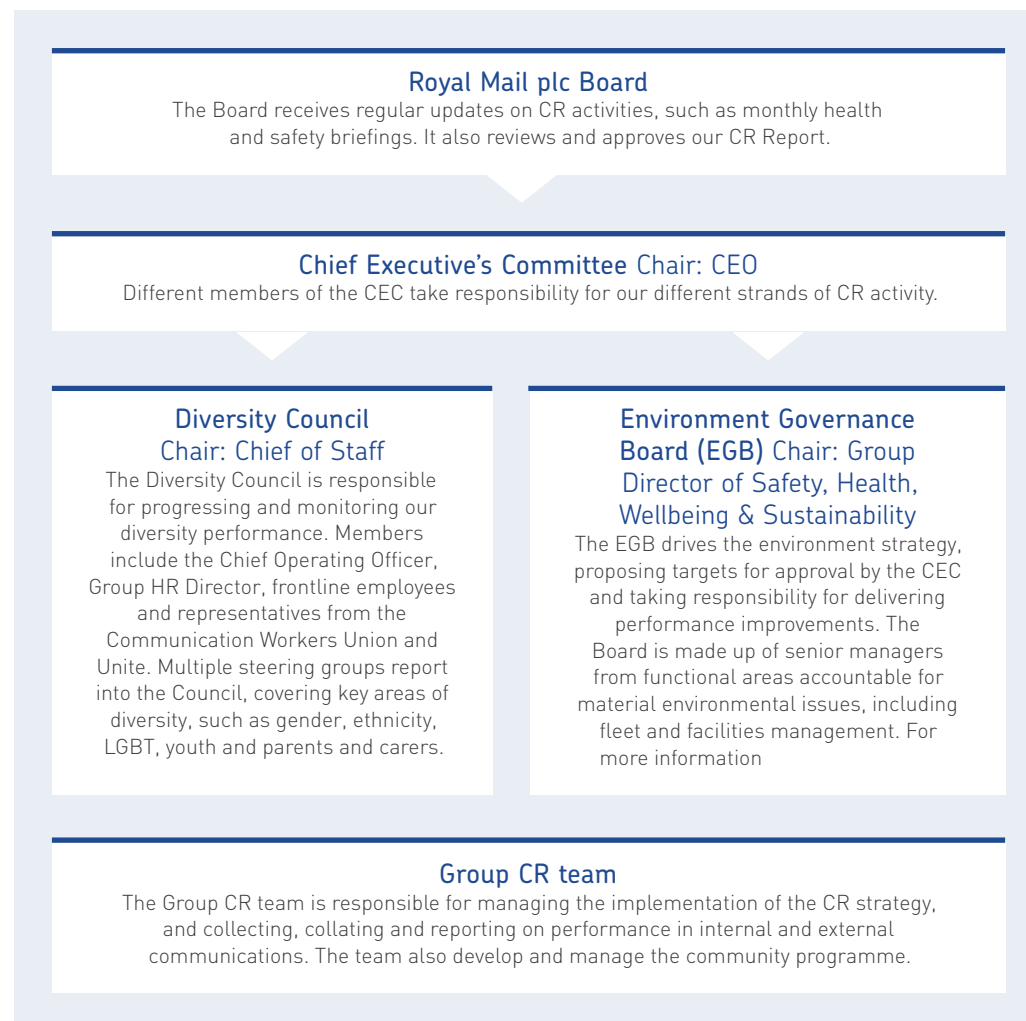 Royal Mail plc Board
The Board receives regular updates on CR activities, such as monthly health
and safety briefings. It also reviews and approves our CR Report.
Chief Executive's Committee Chair: CEO
Different members of the CEC take responsibility for our different strands of CR activity.
Diversity Council
Chair: Chief of Staff
The Diversity Council is responsible
for progressing and monitoring our
diversity performance. Members
include the Chief Operating Officer,
Group HR Director, frontline employees
and representatives from the
Communication Workers Union and
Unite. Multiple steering groups report
into the Council, covering key areas of
diversity, such as gender, ethnicity,
LGBT, youth and parents and carers.
Environment Governance
Board (EGB) Chair: Group
Director of Safety, Health,
Wellbeing & Sustainability
The EGB drives the environment strategy,
proposing targets for approval by the CEC
and taking responsibility for delivering
performance improvements. The
Board is made up of senior managers
from functional areas accountable for
material environmental issues, including
fleet and facilities management. For
more information
Group CR team
The Group CR team is responsible for managing the implementation of the CR strategy,
and collecting, collating and reporting on performance in internal and external
communications. The team also develop and manage the community programme.